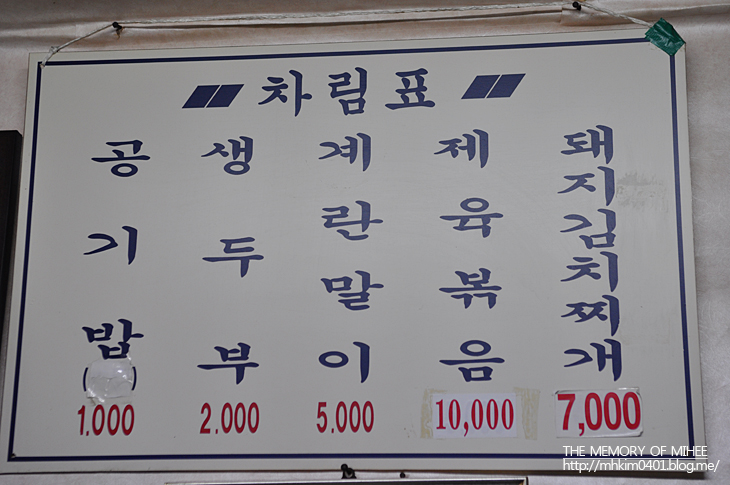 차림표
공기밥
( )
1.000
생두부
2.000
계란말이
5.000
제육볶음
10,000
돼지김치찌개
7,000
THE MEMORY OF MIHEE
http://mhkim0401.blog.me/